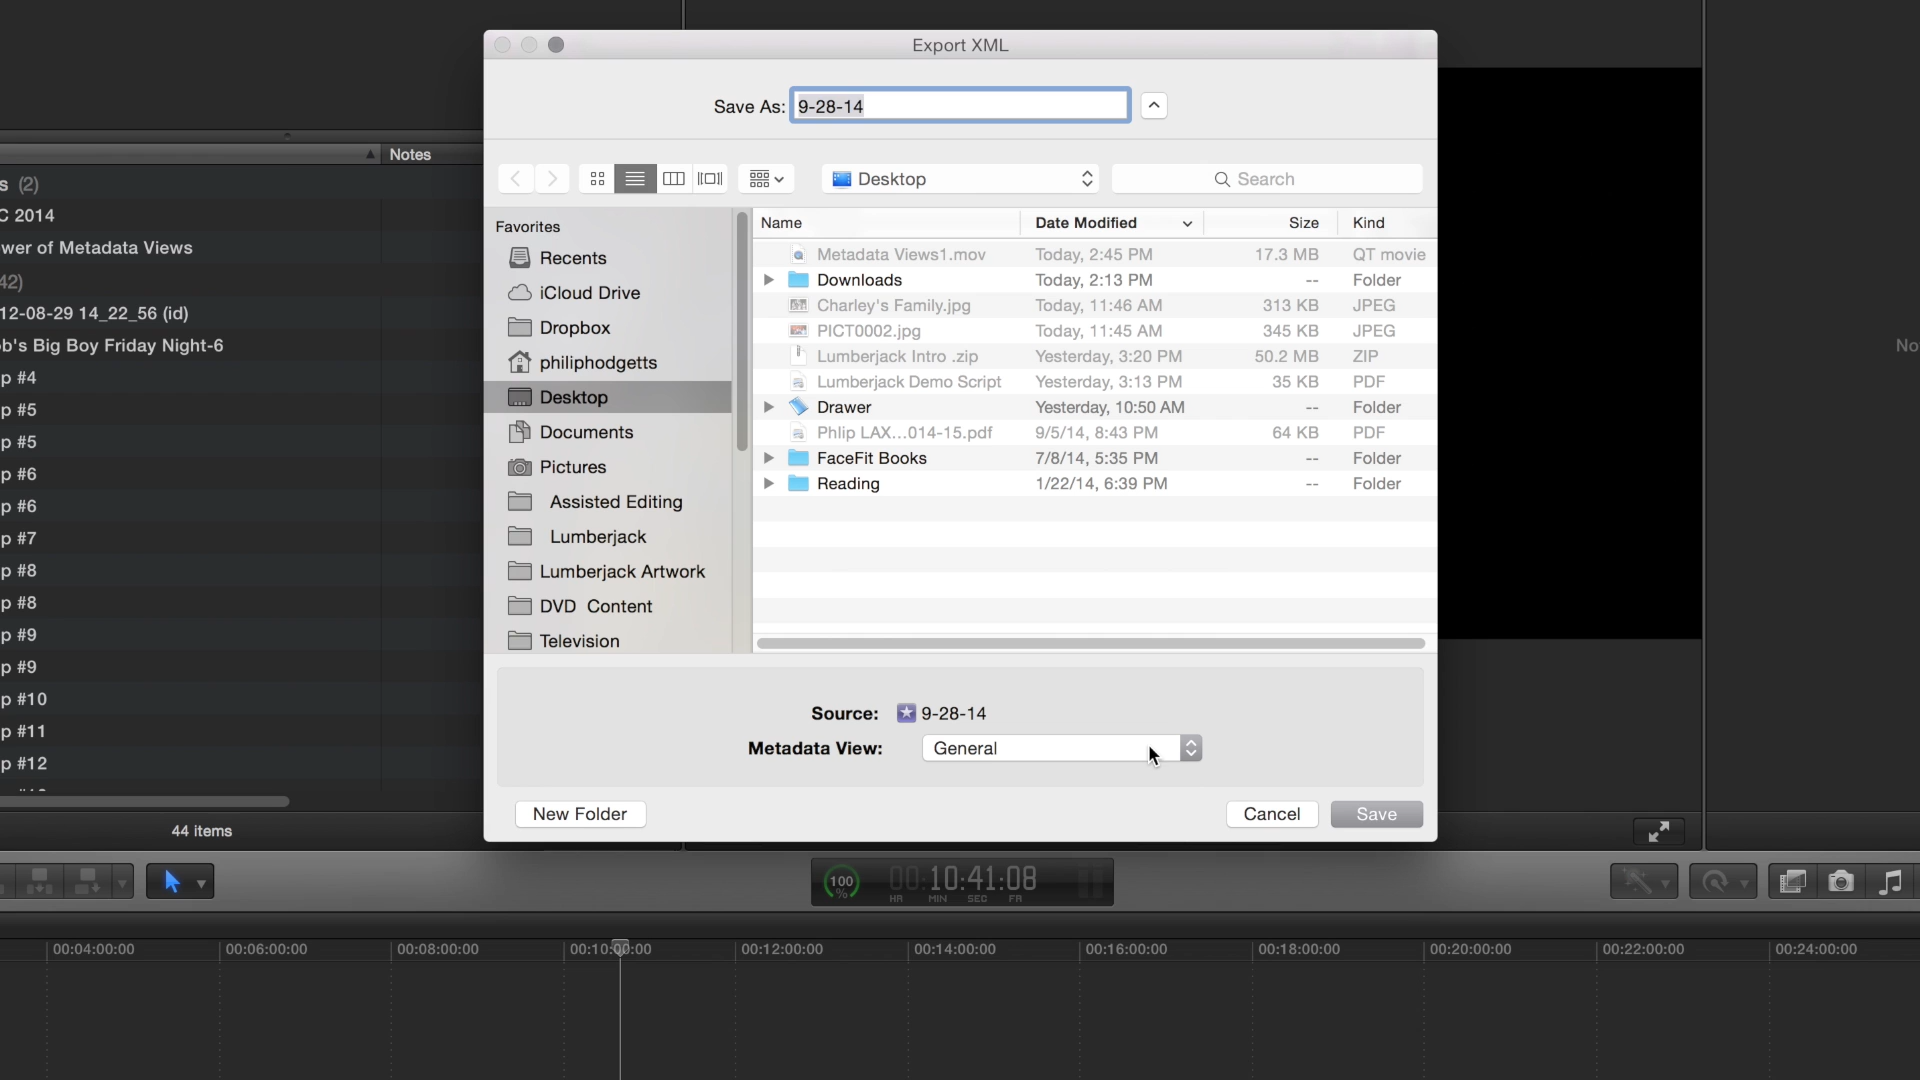 Export XML
Save As: 9-28-14
Desktop
Search
Favorites
Recents
iCloud Drive
Dropbox
philiphodgetts
Desktop
Documents
Pictures
Assisted Editing
Lumberjack
Lumberjack Artwork
DVD Content
Television
Name Date Modified Size Kind
Metadata Views1.mov Today, 2:45 PM 17.3 MB QT movie
Downloads Today, 2:13 PM -- Folder
Charley's Family.jpg Today, 11:46 AM 313 KB JPEG
PICT0002.jpg Today, 11:45 AM 345 KB JPEG
Lumberjack Intro .zip Yesterday, 3:20 PM 50.2 MB ZIP
Lumberjack Demo Script Yesterday, 3:13 PM 35 KB PDF
Drawer Yesterday, 10:50 AM -- Folder
Phlip LAX...014-15.pdf 9/5/14, 8:43 PM 64 KB PDF
FaceFit Books 7/8/14, 5:35 PM -- Folder
Reading 1/22/14, 6:39 PM -- Folder
Source: 9-28-14
Metadata View: General
New Folder Cancel Save
Notes
s (2)
C 2014
wer of Metadata Views
42)
12-08-29 14_22_56 (id)
b's Big Boy Friday Night-6
p #4
p #5
p #5
p #6
p #6
p #7
p #8
p #8
p #9
p #9
p #10
p #11
p #12
44 items
No
100 %
00:10:41:08
HR MIN SEC FR
00:04:00:00 00:06:00:00 00:08:00:00 00:10:00:00 00:12:00:00 00:14:00:00 00:16:00:00 00:18:00:00 00:20:00:00 00:22:00:00 00:24:00:00